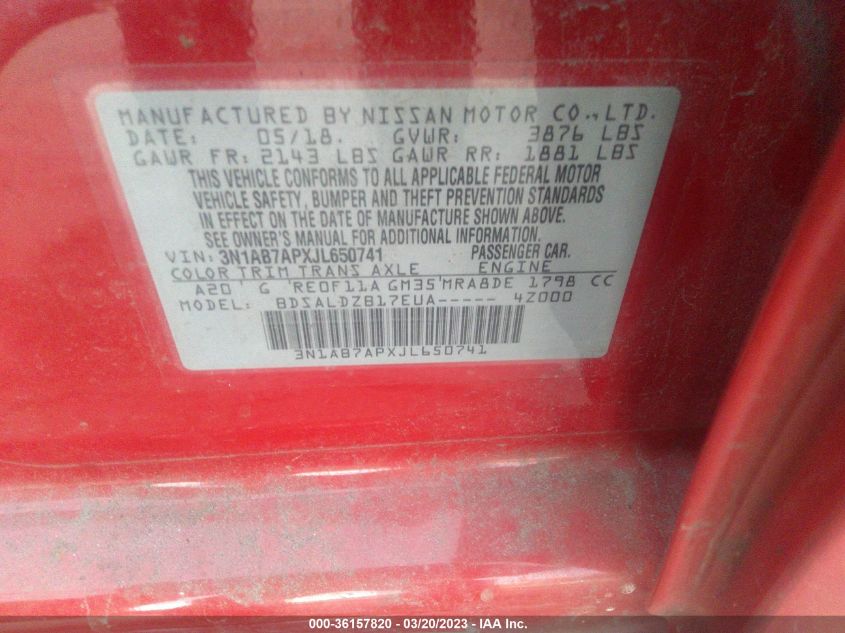 MANUFACTURED BY NISSAN MOTOR CO., LTD.
DATE: 05/18. GVWR: 3876 LBS
GAWR FR: 2143 LBS GAWR RR: 1881 LBS
THIS VEHICLE CONFORMS TO ALL APPLICABLE FEDERAL MOTOR
VEHICLE SAFETY, BUMPER AND THEFT PREVENTION STANDARDS
IN EFFECT ON THE DATE OF MANUFACTURE SHOWN ABOVE.
SEE OWNER'S MANUAL FOR ADDITIONAL INFORMATION.
VIN: 3N1AB7APXJL650741 PASSENGER CAR.
COLOR TRIM TRANS AXLE ENGINE
A20 G RE0F11A GM35 MRA8DE 1798 CC
MODEL: BDSALDZB17EUA----- 4Z000
3N1AB7APXJL650741
000-36157820 - 03/20/2023 - IAA Inc.